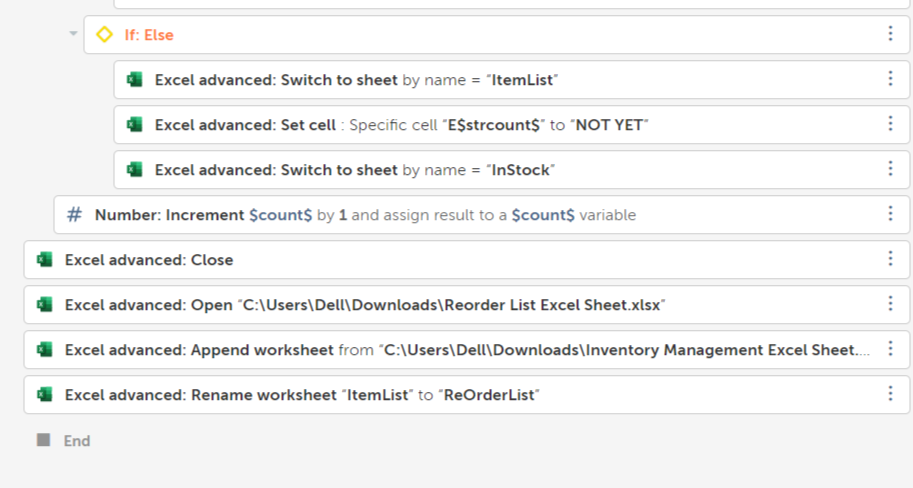 If: Else
Excel advanced: Switch to sheet by name = “ItemList”
Excel advanced: Set cell : Specific cell “E$strcount$” to “NOT YET”
Excel advanced: Switch to sheet by name = “InStock”
# Number: Increment $count$ by 1 and assign result to a $count$ variable
Excel advanced: Close
Excel advanced: Open “C:\Users\Dell\Downloads\Reorder List Excel Sheet.xlsx”
Excel advanced: Append worksheet from “C:\Users\Dell\Downloads\Inventory Management Excel Sheet....
Excel advanced: Rename worksheet “ItemList” to “ReOrderList”
End